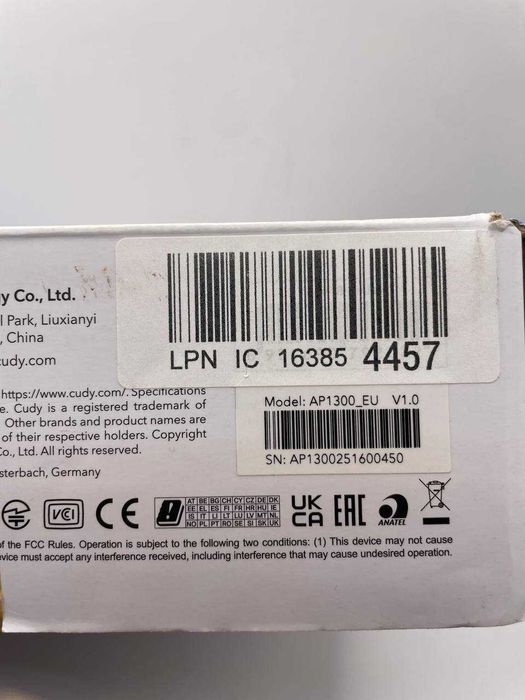 y Co., Ltd.
l Park, Liuxianyi
, China
cudy.com
LPN IC 16385 4457
https://www.cudy.com/. Specifications
e. Cudy is a registered trademark of
Other brands and product names are
of their respective holders. Copyright
Co., Ltd. All rights reserved.
sterbach, Germany
Model: AP1300_EU V1.0
SN: AP1300251600450
VCI
CE
AT BE BG CH CY CZ DE DK
EE EL ES FI FR HR HU IE
IS IT LI LT LU LV MT NL
NO PL PT RO SE SI SK UK
UK
CA
EAC
ANATEL
of the FCC Rules. Operation is subject to the following two conditions: (1) This device may not cause
evice must accept any interference received, including interference that may cause undesired operation.